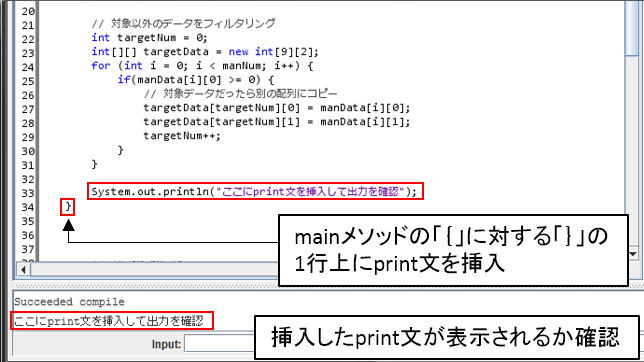 20
21 // 対象以外のデータをフィルタリング
22 int targetNum = 0;
23 int[][] targetData = new int[9][2];
24 for (int i = 0; i < manNum; i++) {
25 if(manData[i][0] >= 0) {
26 // 対象データだったら別の配列にコピー
27 targetData[targetNum][0] = manData[i][0];
28 targetData[targetNum][1] = manData[i][1];
29 targetNum++;
30 }
31 }
32
33 System.out.println("ここにprint文を挿入して出力を確認");
34 }
35
36
37
mainメソッドの「{」に対する「}」の
1行上にprint文を挿入
Succeeded compile
ここにprint文を挿入して出力を確認
挿入したprint文が表示されるか確認
Input: